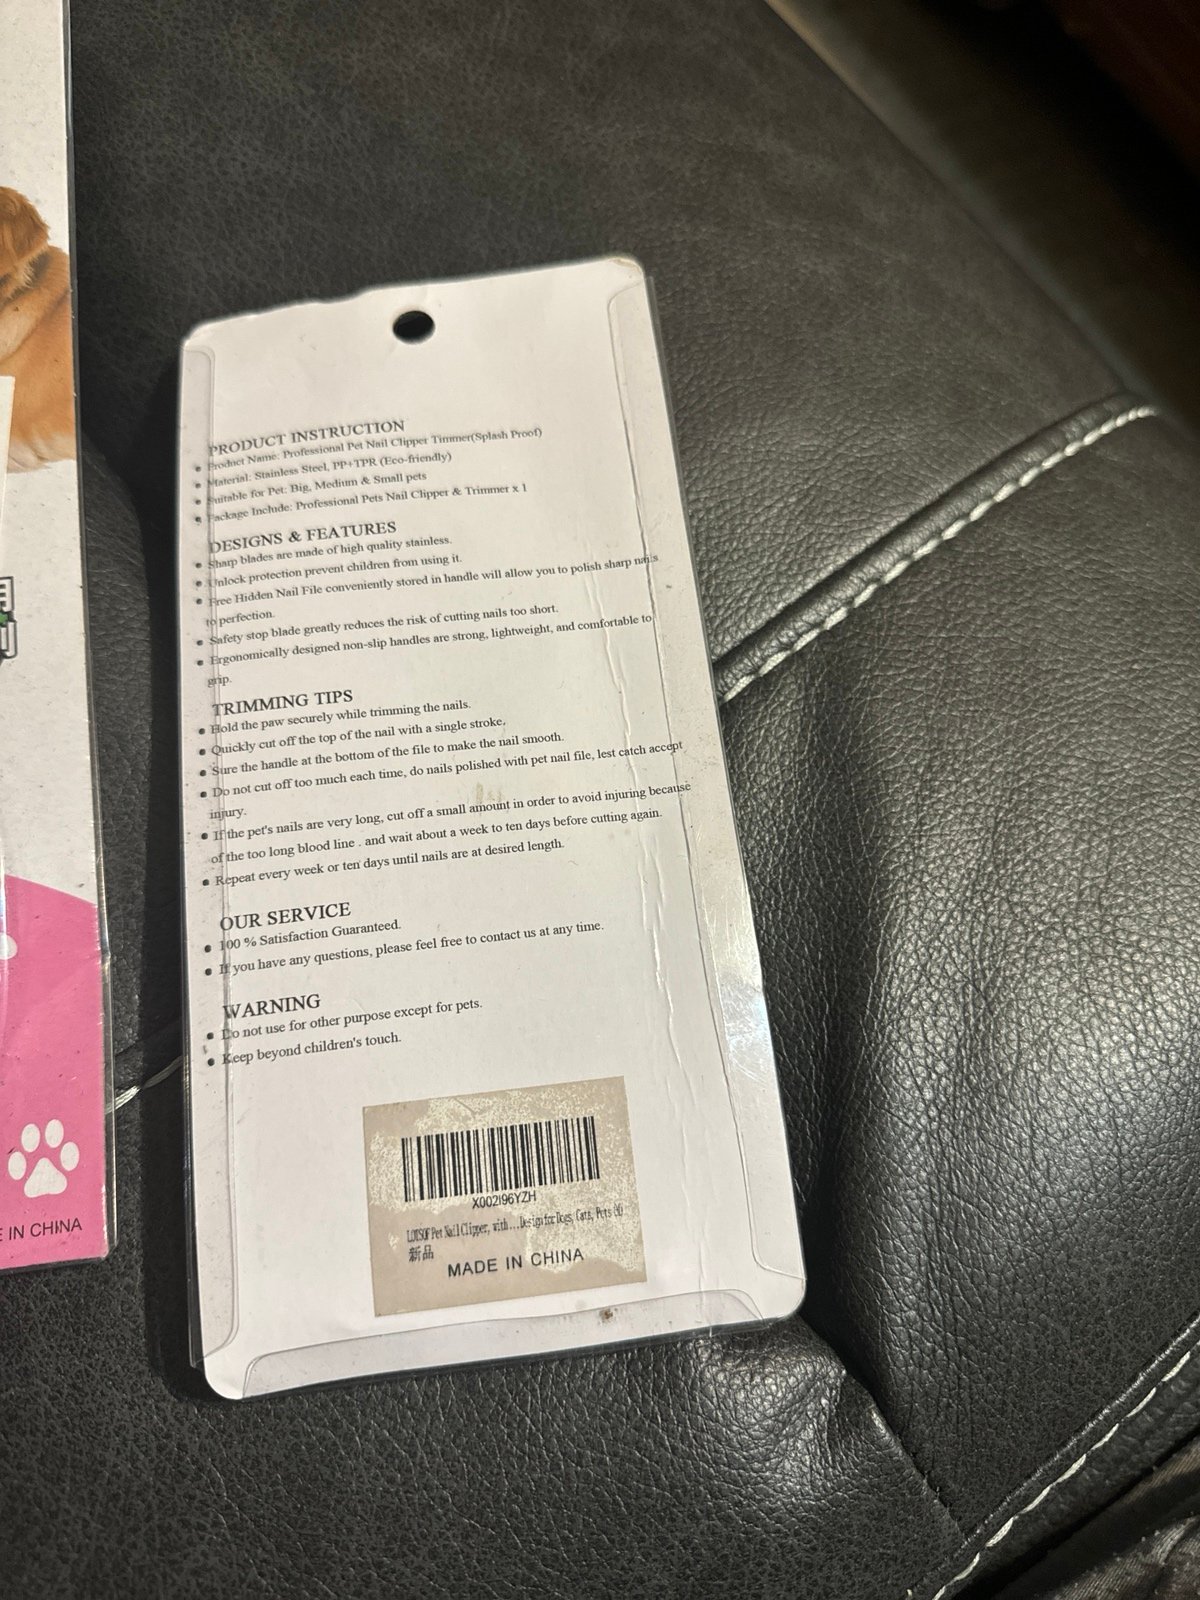 PRODUCT INSTRUCTION
Product Name: Professional Pet Nail Clipper Timmer(Splash Proof)
Material: Stainless Steel, PP+TPR (Eco-friendly)
Suitable for Pet: Big, Medium & Small pets
Package Include: Professional Pets Nail Clipper & Trimmer x 1
DESIGNS & FEATURES
Sharp blades are made of high quality stainless.
Unlock protection prevent children from using it.
Free Hidden Nail File conveniently stored in handle will allow you to polish sharp nails
to perfection.
Safety stop blade greatly reduces the risk of cutting nails too short.
Ergonomically designed non-slip handles are strong, lightweight, and comfortable to
grip.
TRIMMING TIPS
Hold the paw securely while trimming the nails.
Quickly cut off the top of the nail with a single stroke.
Sure the handle at the bottom of the file to make the nail smooth.
Do not cut off too much each time, do nails polished with pet nail file, lest catch accept
injury.
If the pet's nails are very long, cut off a small amount in order to avoid injuring because
of the too long blood line . and wait about a week to ten days before cutting again.
Repeat every week or ten days until nails are at desired length.
OUR SERVICE
100 % Satisfaction Guaranteed.
If you have any questions, please feel free to contact us at any time.
WARNING
Do not use for other purpose except for pets.
Keep beyond children's touch.
X002I96YZH
Pet Nail Clipper, with...Design for Dogs, Cats, Pets
新品
MADE IN CHINA
IN CHINA